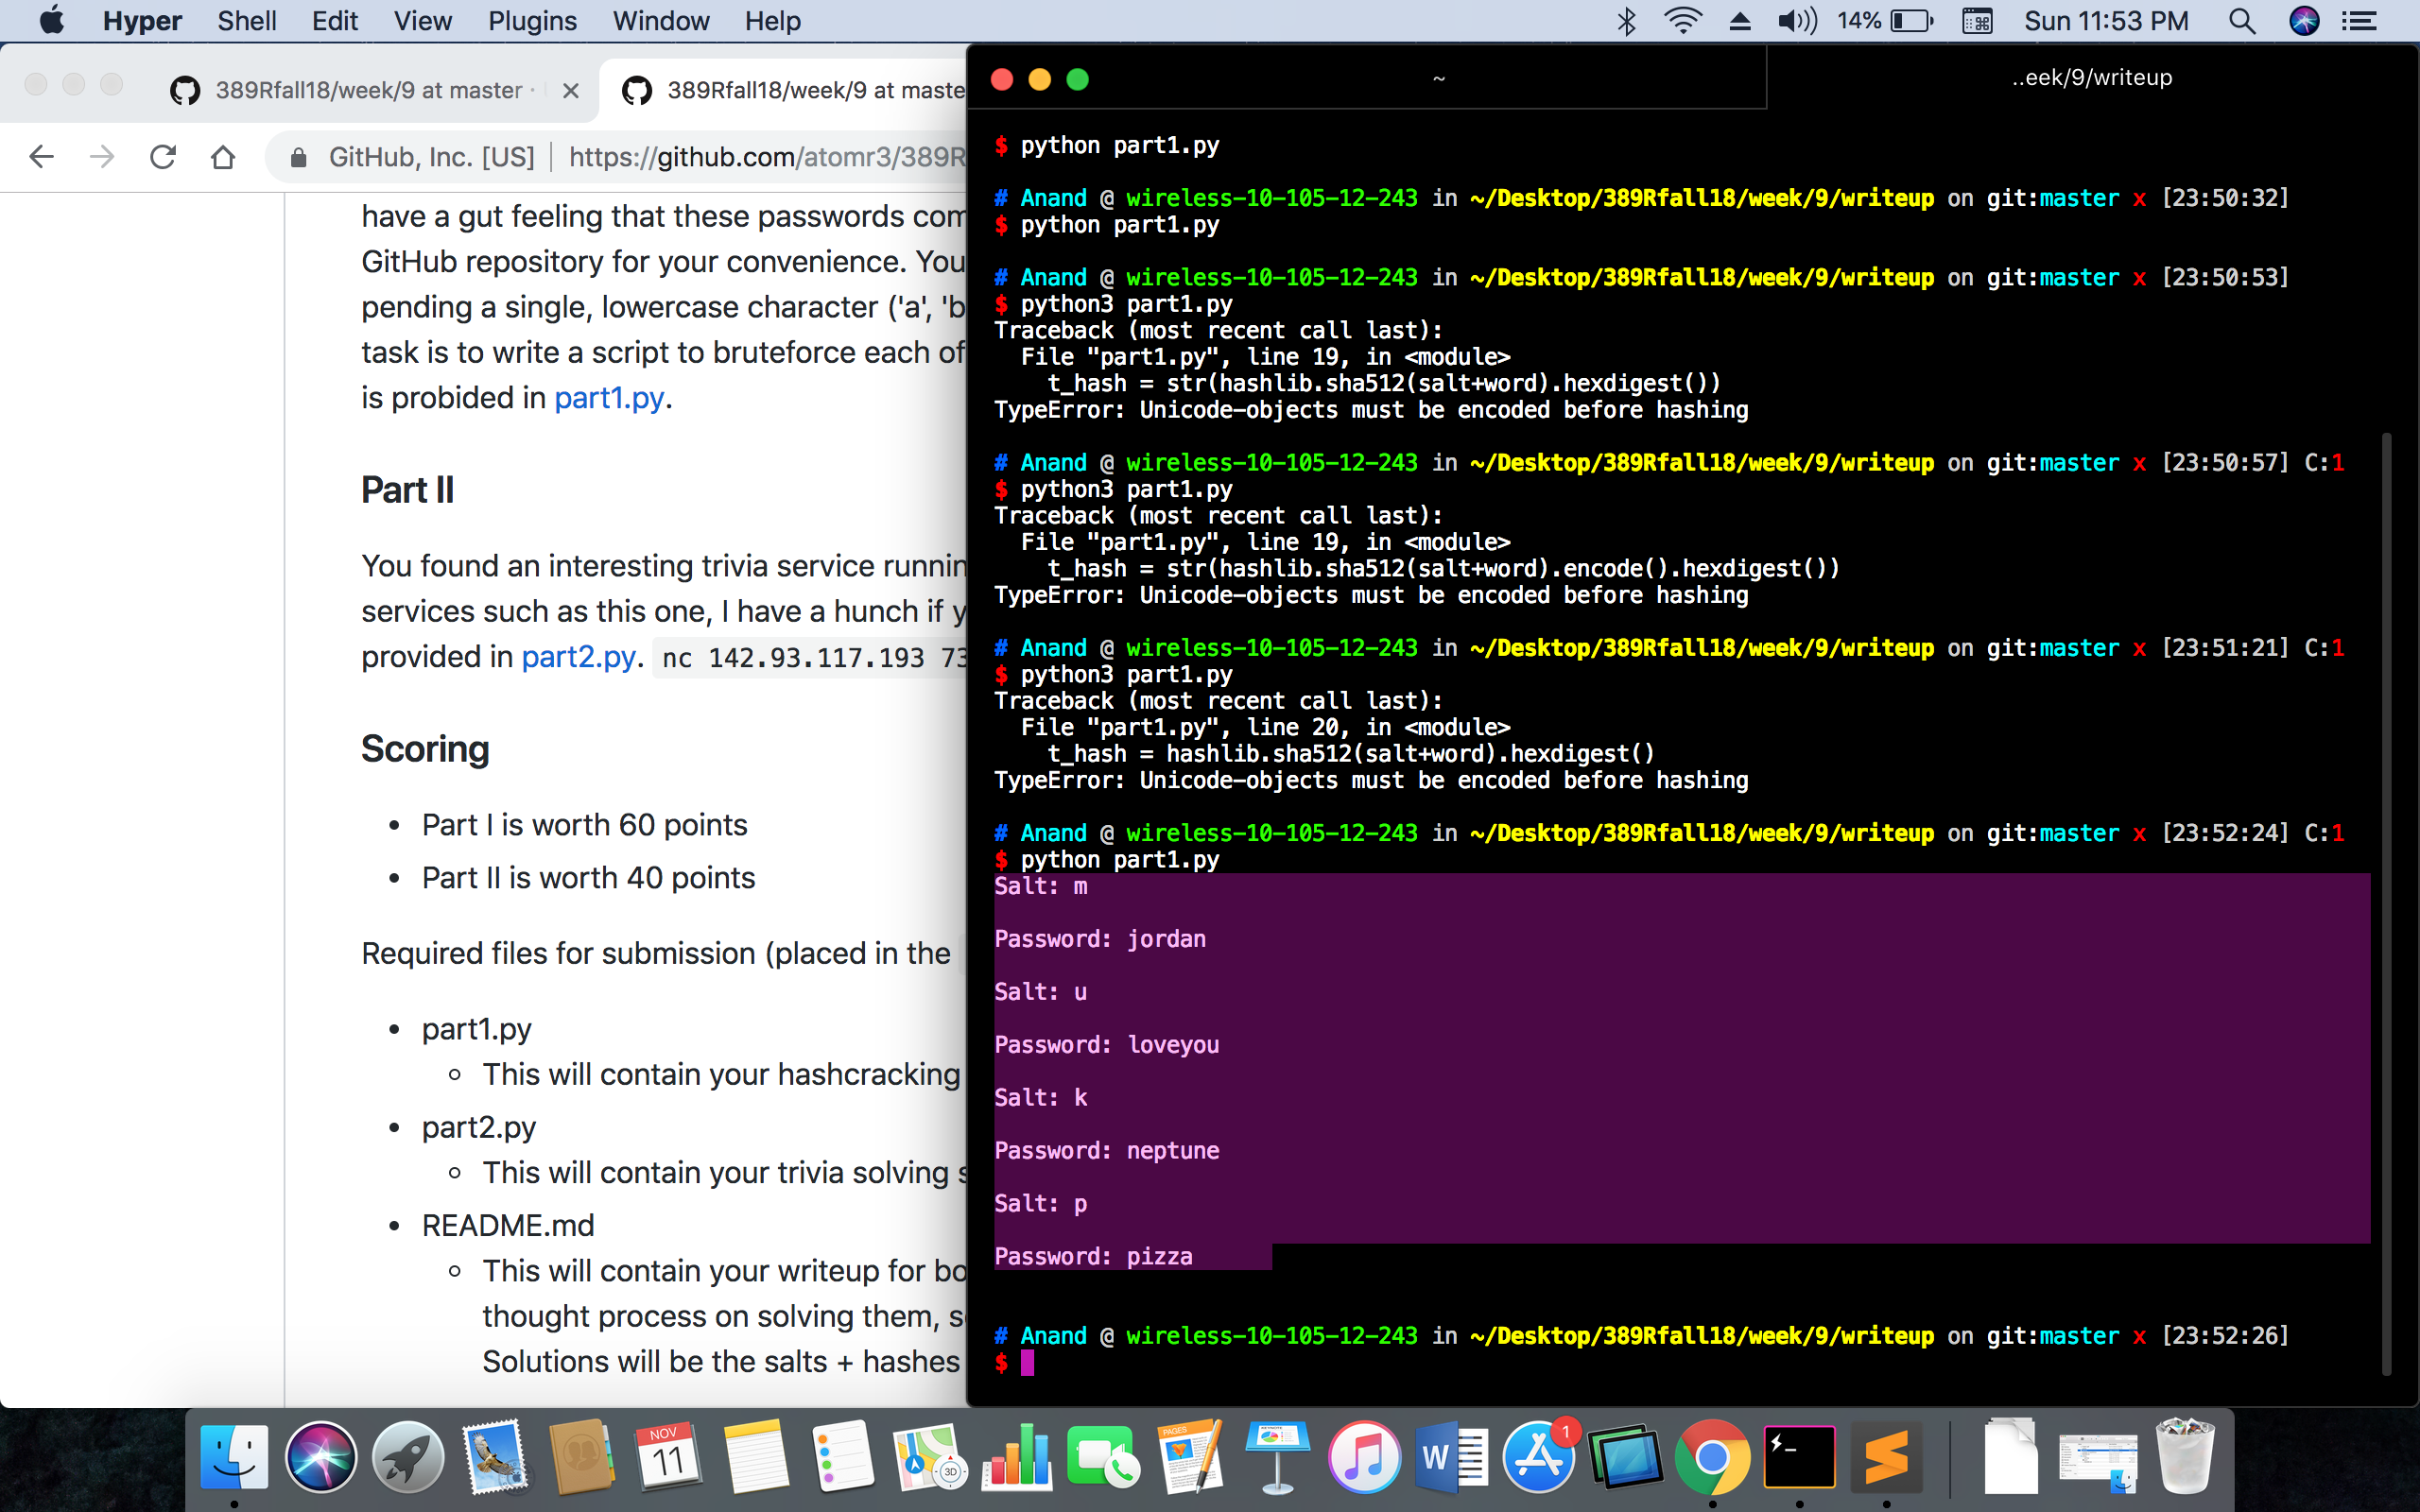 Hyper Shell Edit View Plugins Window Help 14% Sun 11:53 PM
389Rfall18/week/9 at master ·
389Rfall18/week/9 at maste
GitHub, Inc. [US] | https://github.com/atomr3/389R
have a gut feeling that these passwords com
GitHub repository for your convenience. You
pending a single, lowercase character ('a', 'b
task is to write a script to bruteforce each of
is probided in part1.py.
Part II
You found an interesting trivia service runnin
services such as this one, I have a hunch if y
provided in part2.py. nc 142.93.117.193 73
Scoring
• Part I is worth 60 points
• Part II is worth 40 points
Required files for submission (placed in the
• part1.py
This will contain your hashcracking
• part2.py
This will contain your trivia solving s
• README.md
This will contain your writeup for bo
thought process on solving them, s
Solutions will be the salts + hashes
~
..eek/9/writeup
$ python part1.py
# Anand @ wireless-10-105-12-243 in ~/Desktop/389Rfall18/week/9/writeup on git:master x [23:50:32]
$ python part1.py
# Anand @ wireless-10-105-12-243 in ~/Desktop/389Rfall18/week/9/writeup on git:master x [23:50:53]
$ python3 part1.py
Traceback (most recent call last):
File "part1.py", line 19, in <module>
t_hash = str(hashlib.sha512(salt+word).hexdigest())
TypeError: Unicode-objects must be encoded before hashing
# Anand @ wireless-10-105-12-243 in ~/Desktop/389Rfall18/week/9/writeup on git:master x [23:50:57] C:1
$ python3 part1.py
Traceback (most recent call last):
File "part1.py", line 19, in <module>
t_hash = str(hashlib.sha512(salt+word).encode().hexdigest())
TypeError: Unicode-objects must be encoded before hashing
# Anand @ wireless-10-105-12-243 in ~/Desktop/389Rfall18/week/9/writeup on git:master x [23:51:21] C:1
$ python3 part1.py
Traceback (most recent call last):
File "part1.py", line 20, in <module>
t_hash = hashlib.sha512(salt+word).hexdigest()
TypeError: Unicode-objects must be encoded before hashing
# Anand @ wireless-10-105-12-243 in ~/Desktop/389Rfall18/week/9/writeup on git:master x [23:52:24] C:1
$ python part1.py
Salt: m
Password: jordan
Salt: u
Password: loveyou
Salt: k
Password: neptune
Salt: p
Password: pizza
# Anand @ wireless-10-105-12-243 in ~/Desktop/389Rfall18/week/9/writeup on git:master x [23:52:26]
$
NOV
11
3D
PAGES
W
1